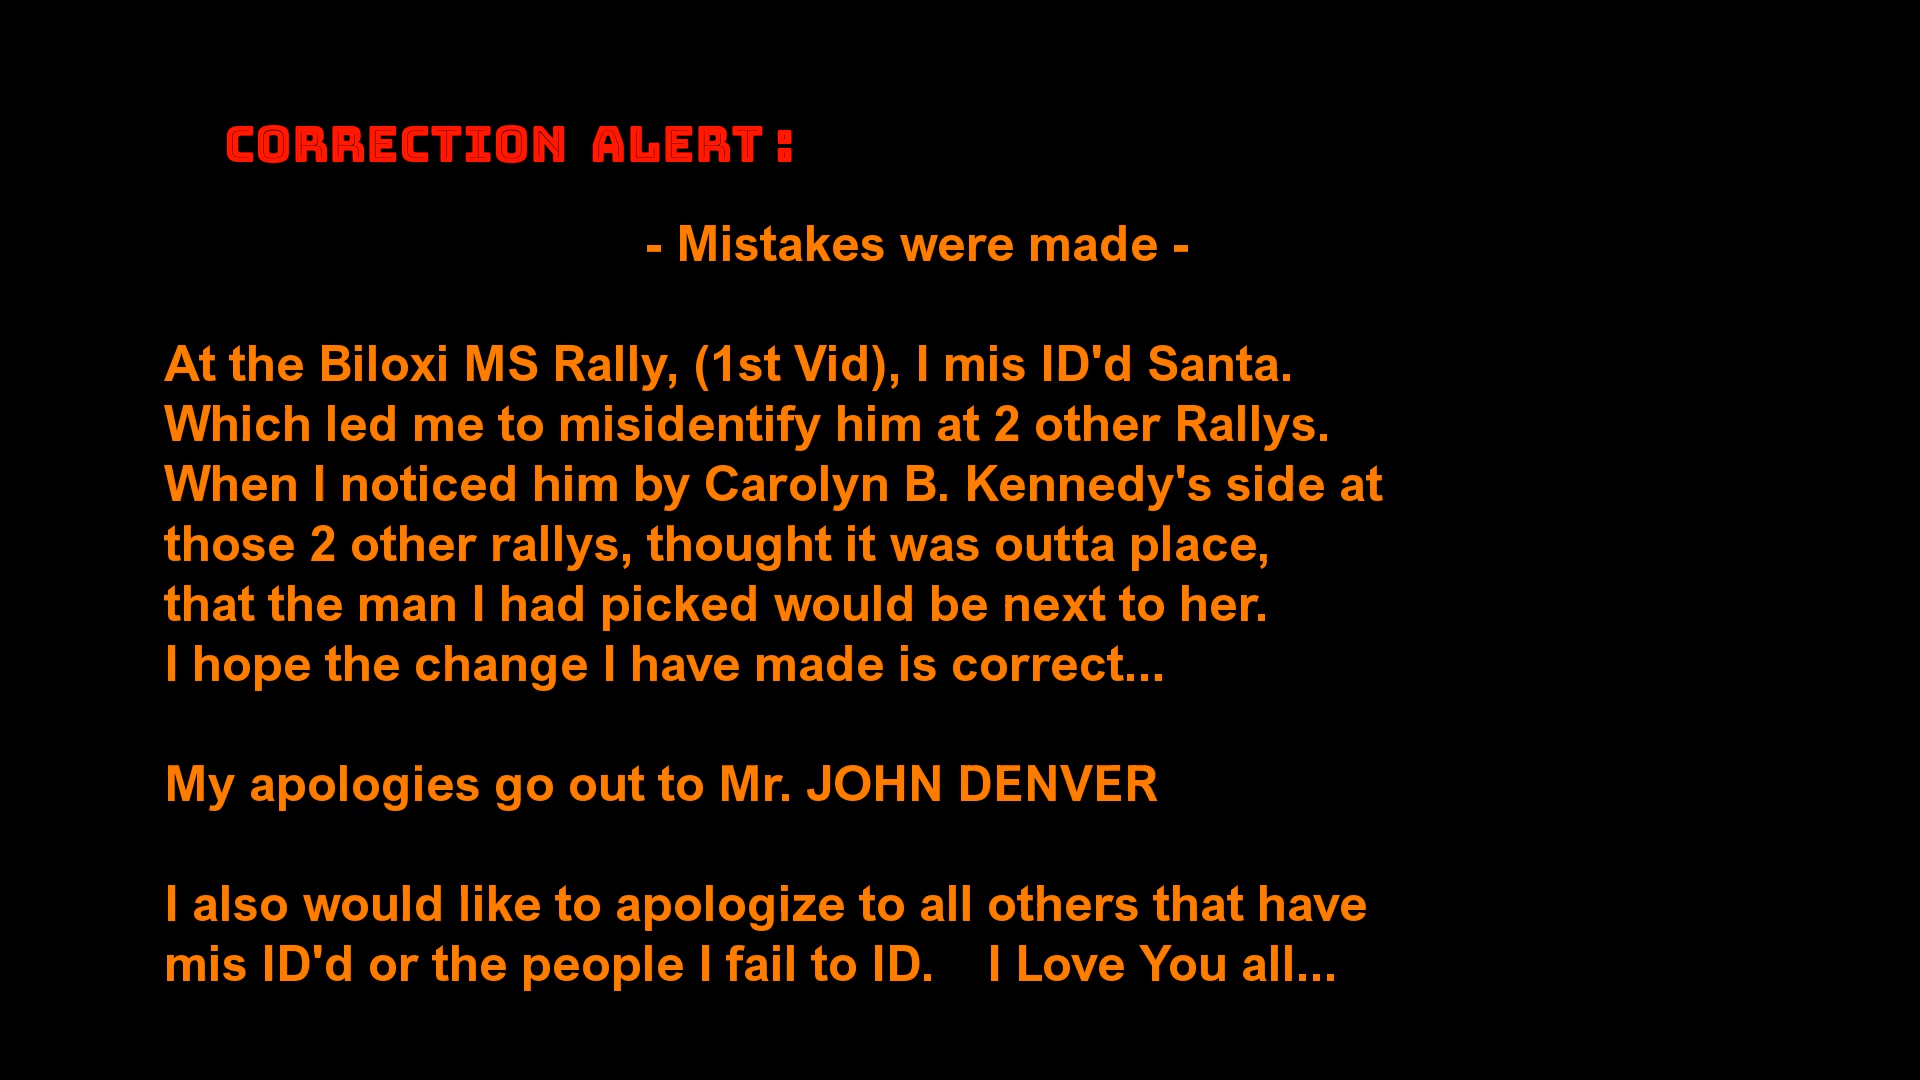 CORRECTION ALERT:
- Mistakes were made -
At the Biloxi MS Rally, (1st Vid), I mis ID'd Santa.
Which led me to misidentify him at 2 other Rallys.
When I noticed him by Carolyn B. Kennedy's side at
those 2 other rallys, thought it was outta place,
that the man I had picked would be next to her.
I hope the change I have made is correct...
My apologies go out to Mr. JOHN DENVER
I also would like to apologize to all others that have
mis ID'd or the people I fail to ID. I Love You all...